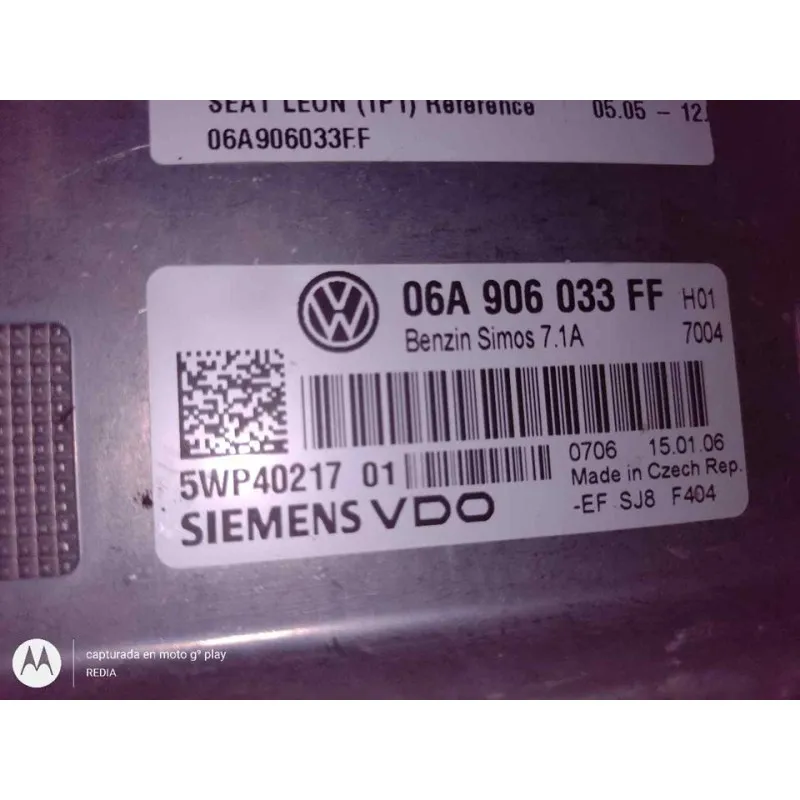 SEAT LEON (1P1) Reference 05.05 - 12.
06A906033FF
VW 06A 906 033 FF H01
Benzin Simos 7.1A 7004
0706 15.01.06
5WP40217 01 Made in Czech Rep.
SIEMENS VDO -EF SJ8 F404
capturada en moto g⁹ play
REDIA